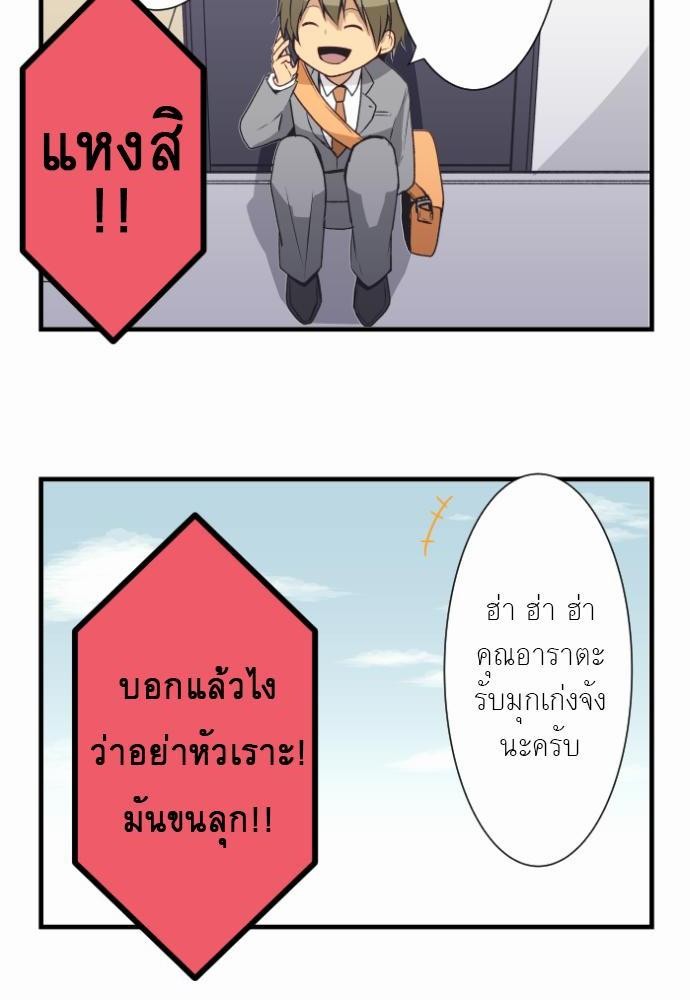 แหงสิ
!!
ฮ่า ฮ่า ฮ่า
คุณอาราตะ
รับมุกเก่งจัง
นะครับ
บอกแล้วไง
ว่าอย่าหัวเราะ!
มันขนลุก!!